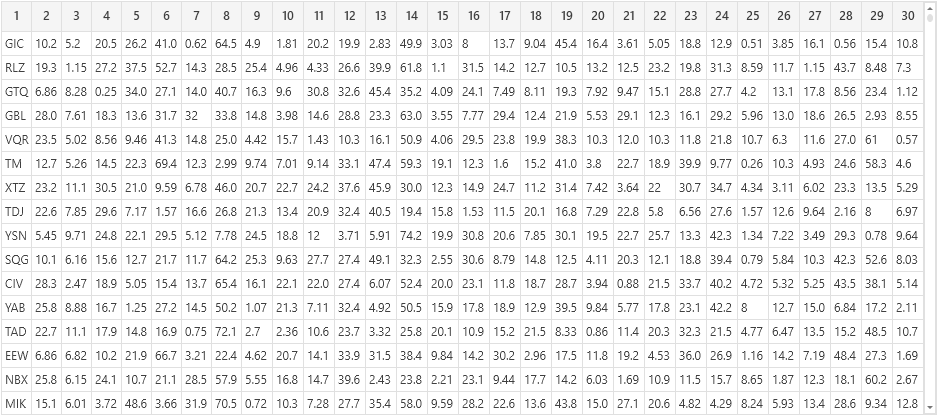 1 2 3 4 5 6 7 8 9 10 11 12 13 14 15 16 17 18 19 20 21 22 23 24 25 26 27 28 29 30
GIC 10.2 5.2 20.5 26.2 41.0 0.62 64.5 4.9 1.81 20.2 19.9 2.83 49.9 3.03 8 13.7 9.04 45.4 16.4 3.61 5.05 18.8 12.9 0.51 3.85 16.1 0.56 15.4 10.8
RLZ 19.3 1.15 27.2 37.5 52.7 14.3 28.5 25.4 4.96 4.33 26.6 39.9 61.8 1.1 31.5 14.2 12.7 10.5 13.2 12.5 23.2 19.8 31.3 8.59 11.7 1.15 43.7 8.48 7.3
GTQ 6.86 8.28 0.25 34.0 27.1 14.0 40.7 16.3 9.6 30.8 32.6 45.4 35.2 4.09 24.1 7.49 8.11 19.3 7.92 9.47 15.1 28.8 27.7 4.2 13.1 17.8 8.56 23.4 1.12
GBL 28.0 7.61 18.3 13.6 31.7 32 33.8 14.8 3.98 14.6 28.8 23.3 63.0 3.55 7.77 29.4 12.4 21.9 5.53 29.1 12.3 16.1 29.2 5.96 13.0 18.6 26.5 2.93 8.55
VQR 23.5 5.02 8.56 9.46 41.3 14.8 25.0 4.42 15.7 1.43 10.3 16.1 50.9 4.06 29.5 23.8 19.9 38.3 10.3 12.0 10.3 11.8 21.8 10.7 6.3 11.6 27.0 61 0.57
TM 12.7 5.26 14.5 22.3 69.4 12.3 2.99 9.74 7.01 9.14 33.1 47.4 59.3 19.1 12.3 1.6 15.2 41.0 3.8 22.7 18.9 39.9 9.77 0.26 10.3 4.93 24.6 58.3 4.6
XTZ 23.2 11.1 30.5 21.0 9.59 6.78 46.0 20.7 22.7 24.2 37.6 45.9 30.0 12.3 14.9 24.7 11.2 31.4 7.42 3.64 22 30.7 34.7 4.34 3.11 6.02 23.3 13.5 5.29
TDJ 22.6 7.85 29.6 7.17 1.57 16.6 26.8 21.3 13.4 20.9 32.4 40.5 19.4 15.8 1.53 11.5 20.1 16.8 7.29 22.8 5.8 6.56 27.6 1.57 12.6 9.64 2.16 8 6.97
YSN 5.45 9.71 24.8 22.1 29.5 5.12 7.78 24.5 18.8 12 3.71 5.91 74.2 19.9 30.8 20.6 7.85 30.1 19.5 22.7 25.7 13.3 42.3 1.34 7.22 3.49 29.3 0.78 9.64
SQG 10.1 6.16 15.6 12.7 21.7 11.7 64.2 25.3 9.63 27.7 27.4 49.1 32.3 2.55 30.6 8.79 14.8 12.5 4.11 20.3 12.1 18.8 39.4 0.79 5.84 10.3 42.3 52.6 8.03
CIV 28.3 2.47 18.9 5.05 15.4 13.7 65.4 16.1 22.1 22.0 27.4 6.07 52.4 20.0 23.1 11.8 18.7 28.7 3.94 0.88 21.5 33.7 40.2 4.72 5.32 5.25 43.5 38.1 5.14
YAB 25.8 8.88 16.7 1.25 27.2 14.5 50.2 1.07 21.3 7.11 32.4 4.92 50.5 15.9 17.8 18.9 12.9 39.5 9.84 5.77 17.8 23.1 42.2 8 12.7 15.0 6.84 17.2 2.11
TAD 22.7 11.1 17.9 14.8 16.9 0.75 72.1 2.7 2.36 10.6 23.7 3.32 25.8 20.1 10.9 15.2 21.5 8.33 0.86 11.4 20.3 32.3 21.5 4.77 6.47 13.5 15.2 48.5 10.7
EEW 6.86 6.82 10.2 21.9 66.7 3.21 22.4 4.62 20.7 14.1 33.9 31.5 38.4 9.84 14.2 30.2 2.96 17.5 11.8 19.2 4.53 36.0 26.9 1.16 14.2 7.19 48.4 27.3 1.69
NBX 25.8 6.15 24.1 10.7 21.1 28.5 57.9 5.55 16.8 14.7 39.6 2.43 23.8 2.21 23.1 9.44 17.7 14.2 6.03 1.69 10.9 11.5 15.7 8.65 1.87 12.3 18.1 60.2 2.67
MIK 15.1 6.01 3.72 48.6 3.66 31.9 70.5 0.72 10.3 7.28 27.7 35.4 58.0 9.59 28.2 22.6 13.6 43.8 15.0 27.1 20.6 4.82 4.29 8.24 5.93 13.4 28.6 9.34 12.8